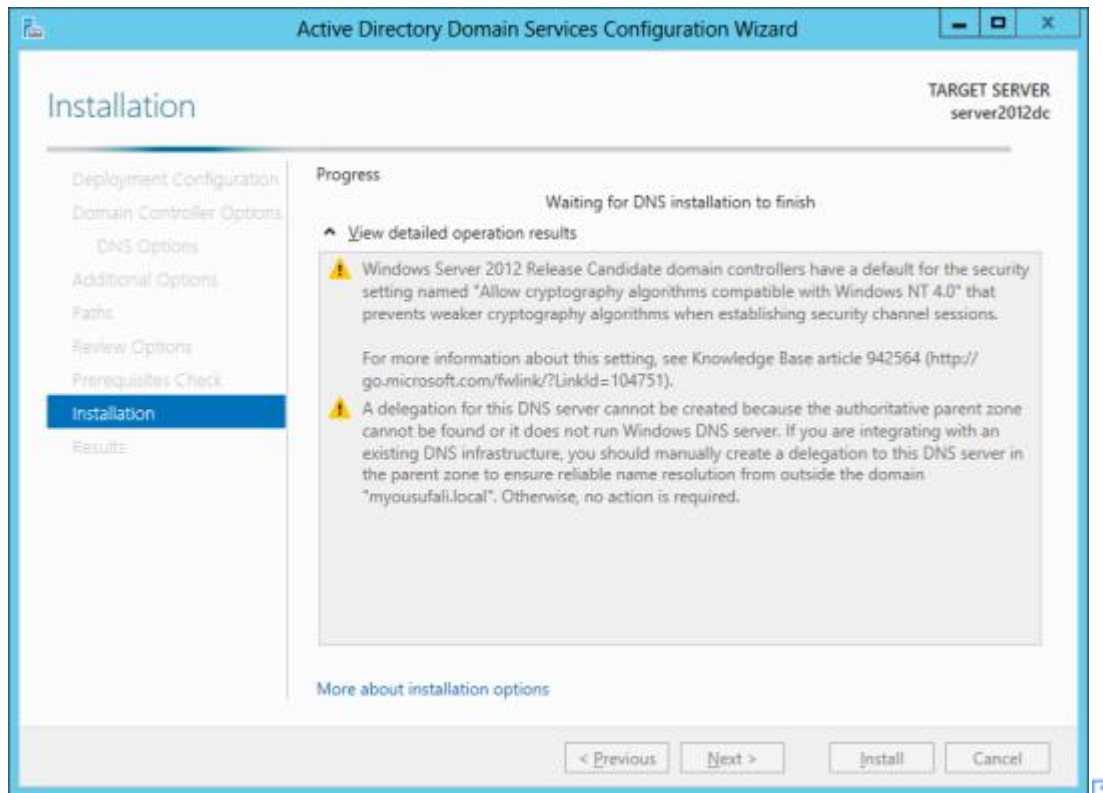 Active Directory Domain Services Configuration Wizard
Installation
TARGET SERVER
server2012dc
Deployment Configuration
Domain Controller Options
DNS Options
Additional Options
Paths
Review Options
Prerequisites Check
Installation
Results
Progress
Waiting for DNS installation to finish
View detailed operation results
Windows Server 2012 Release Candidate domain controllers have a default for the security
setting named "Allow cryptography algorithms compatible with Windows NT 4.0" that
prevents weaker cryptography algorithms when establishing security channel sessions.
For more information about this setting, see Knowledge Base article 942564 (http://
go.microsoft.com/fwlink/?LinkId=104751).
A delegation for this DNS server cannot be created because the authoritative parent zone
cannot be found or it does not run Windows DNS server. If you are integrating with an
existing DNS infrastructure, you should manually create a delegation to this DNS server in
the parent zone to ensure reliable name resolution from outside the domain
"myousufali.local". Otherwise, no action is required.
More about installation options
< Previous Next > Install Cancel